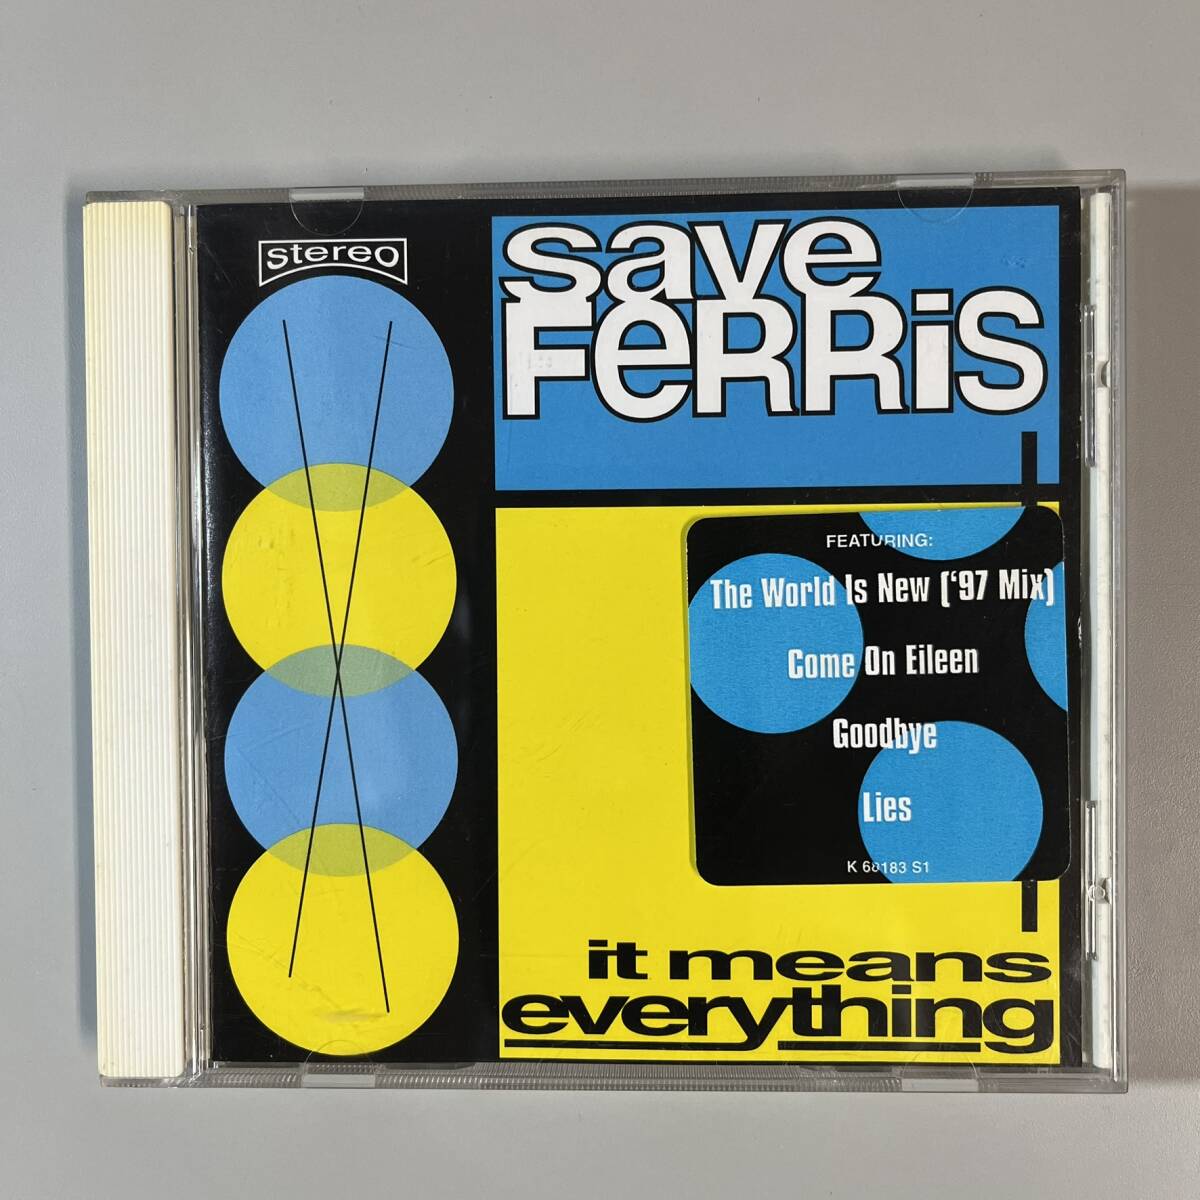 stereo
save
FeRRiS
FEATURING:
The World Is New ('97 Mix)
Come On Eileen
Goodbye
Lies
K 68183 S1
it means
everything